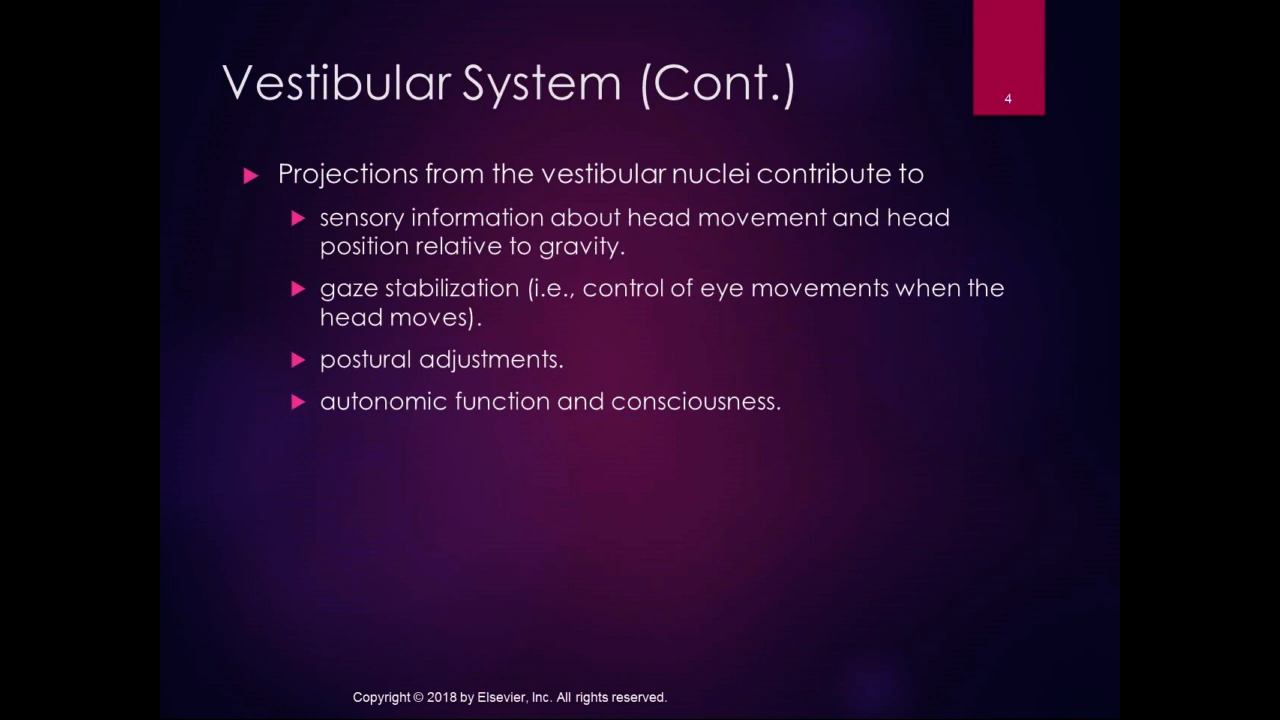 Vestibular System (Cont.)
4
Projections from the vestibular nuclei contribute to
sensory information about head movement and head
position relative to gravity.
gaze stabilization (i.e., control of eye movements when the
head moves).
postural adjustments.
autonomic function and consciousness.
Copyright © 2018 by Elsevier, Inc. All rights reserved.